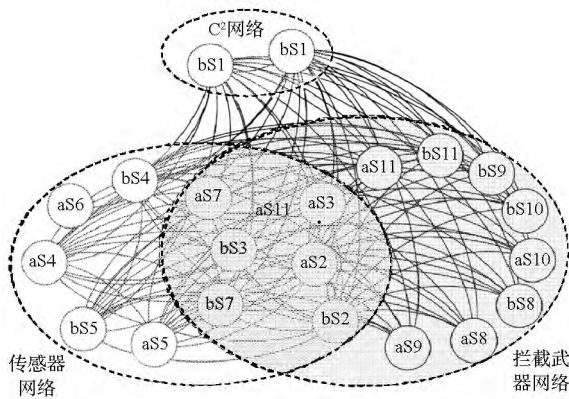 C²网络
bS1
bS1
bS4
aS6
aS4
bS5
aS5
aS7
aS11
aS3
bS3
aS2
bS7
bS2
aS11
bS11
bS9
bS10
aS10
bS8
aS8
aS9
传感器
网络
拦截武
器网络